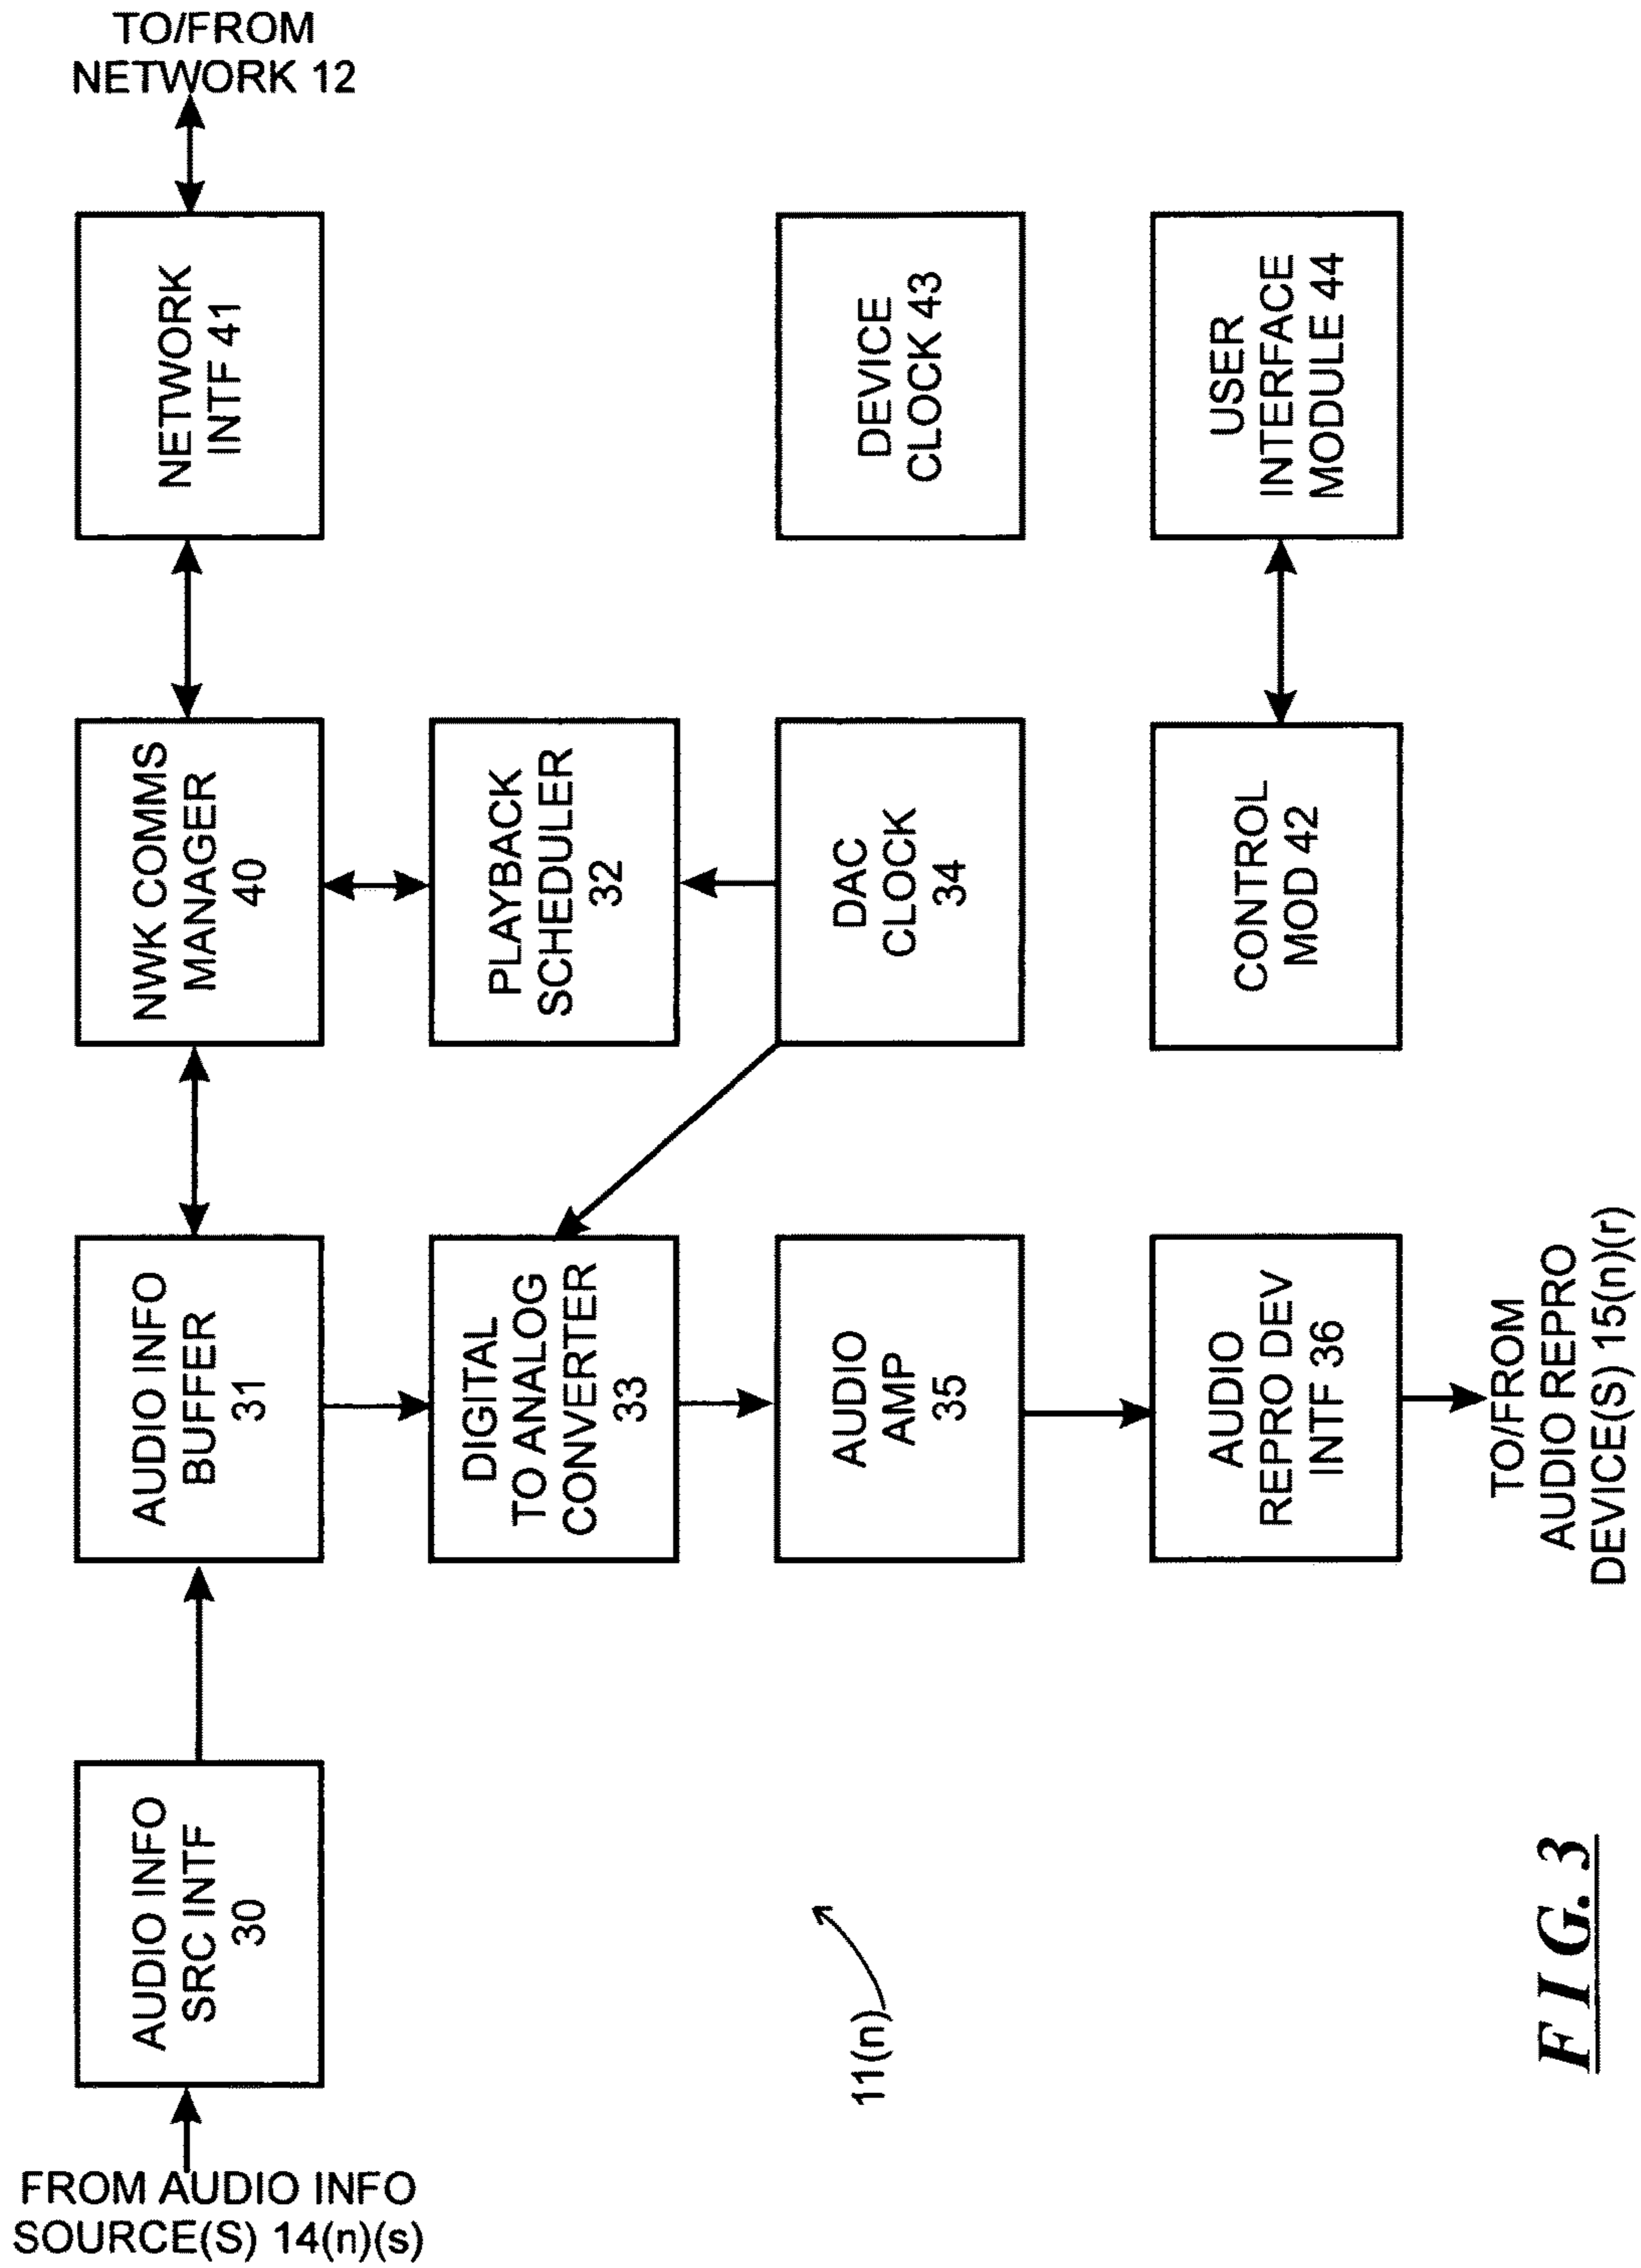 TO/FROM
NETWORK 12
NETWORK
INTF 41
DEVICE
CLOCK 43
USER
INTERFACE
MODULE 44
NWK COMMS
MANAGER
40
PLAYBACK
SCHEDULER
32
DAC
CLOCK
34
CONTROL
MOD 42
AUDIO INFO
BUFFER
31
DIGITAL
TO ANALOG
CONVERTER
33
AUDIO
AMP
35
AUDIO
REPRO DEV
INTF 36
TO/FROM
AUDIO REPRO
DEVICE(S) 15(n)(r)
AUDIO INFO
SRC INTF
30
11(n)
FROM AUDIO INFO
SOURCE(S) 14(n)(s)
FIG. 3